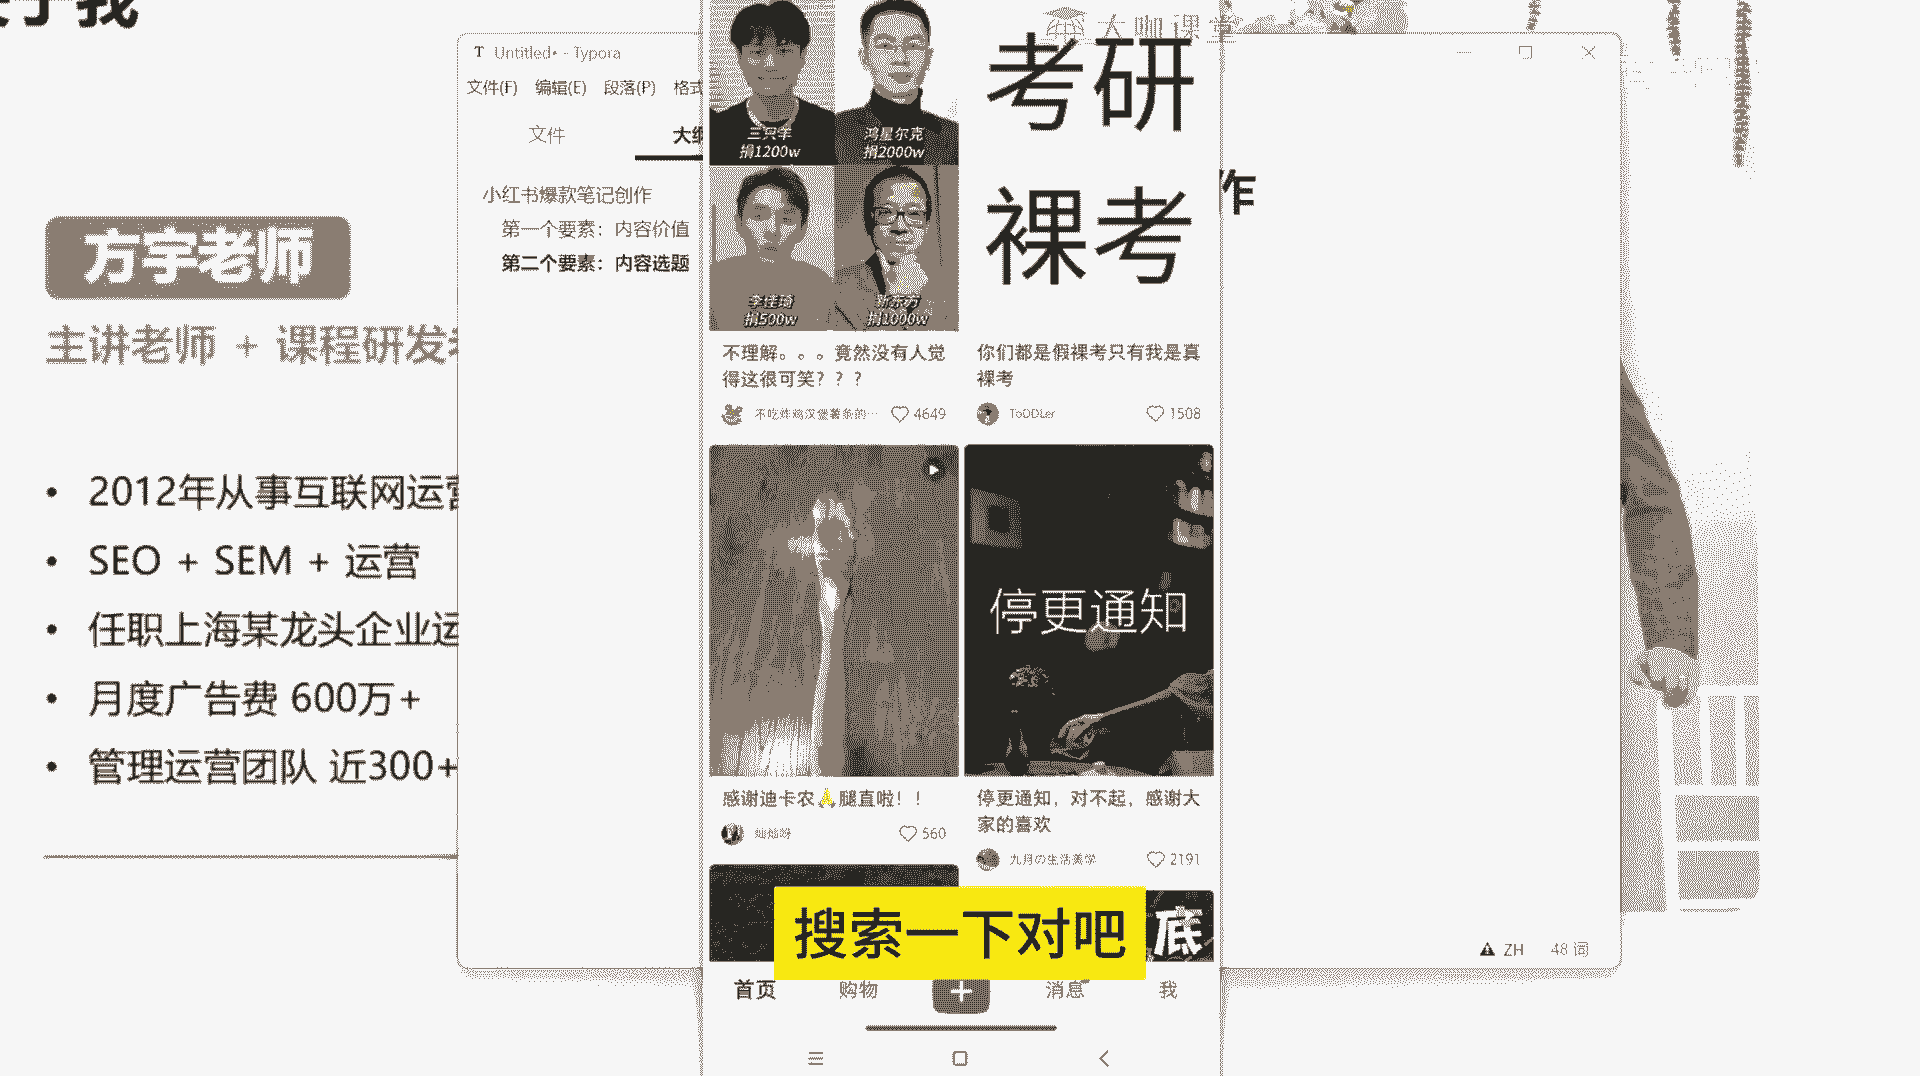 关于我
方宇老师
主讲老师 + 课程研发老
2012年从事互联网运营
SEO + SEM + 运营
任职上海某龙头企业运
月度广告费 600万+
管理运营团队 近300+
Untitled• - Typora
文件(F) 编辑(E) 段落(P) 格式
文件
大纲
小红书爆款笔记创作
第一个要素：内容价值
第二个要素：内容选题
作
ZH 48 词
大咖课堂
三只羊
捐1200w
鸿星尔克
捐2000w
李佳琦
捐500w
新东方
捐1000w
不理解。。。竟然没有人觉
得这很可笑？？？
不吃炸鸡汉堡薯条的…
4649
考研
裸考
你们都是假裸考只有我是真
裸考
ToDDLer
1508
感谢迪卡农🙏腿直啦！！
灿灿呀
560
停更通知
停更通知，对不起，感谢大
家的喜欢
九月の生活美学
2191
底
搜索一下对吧
首页 购物 消息 我